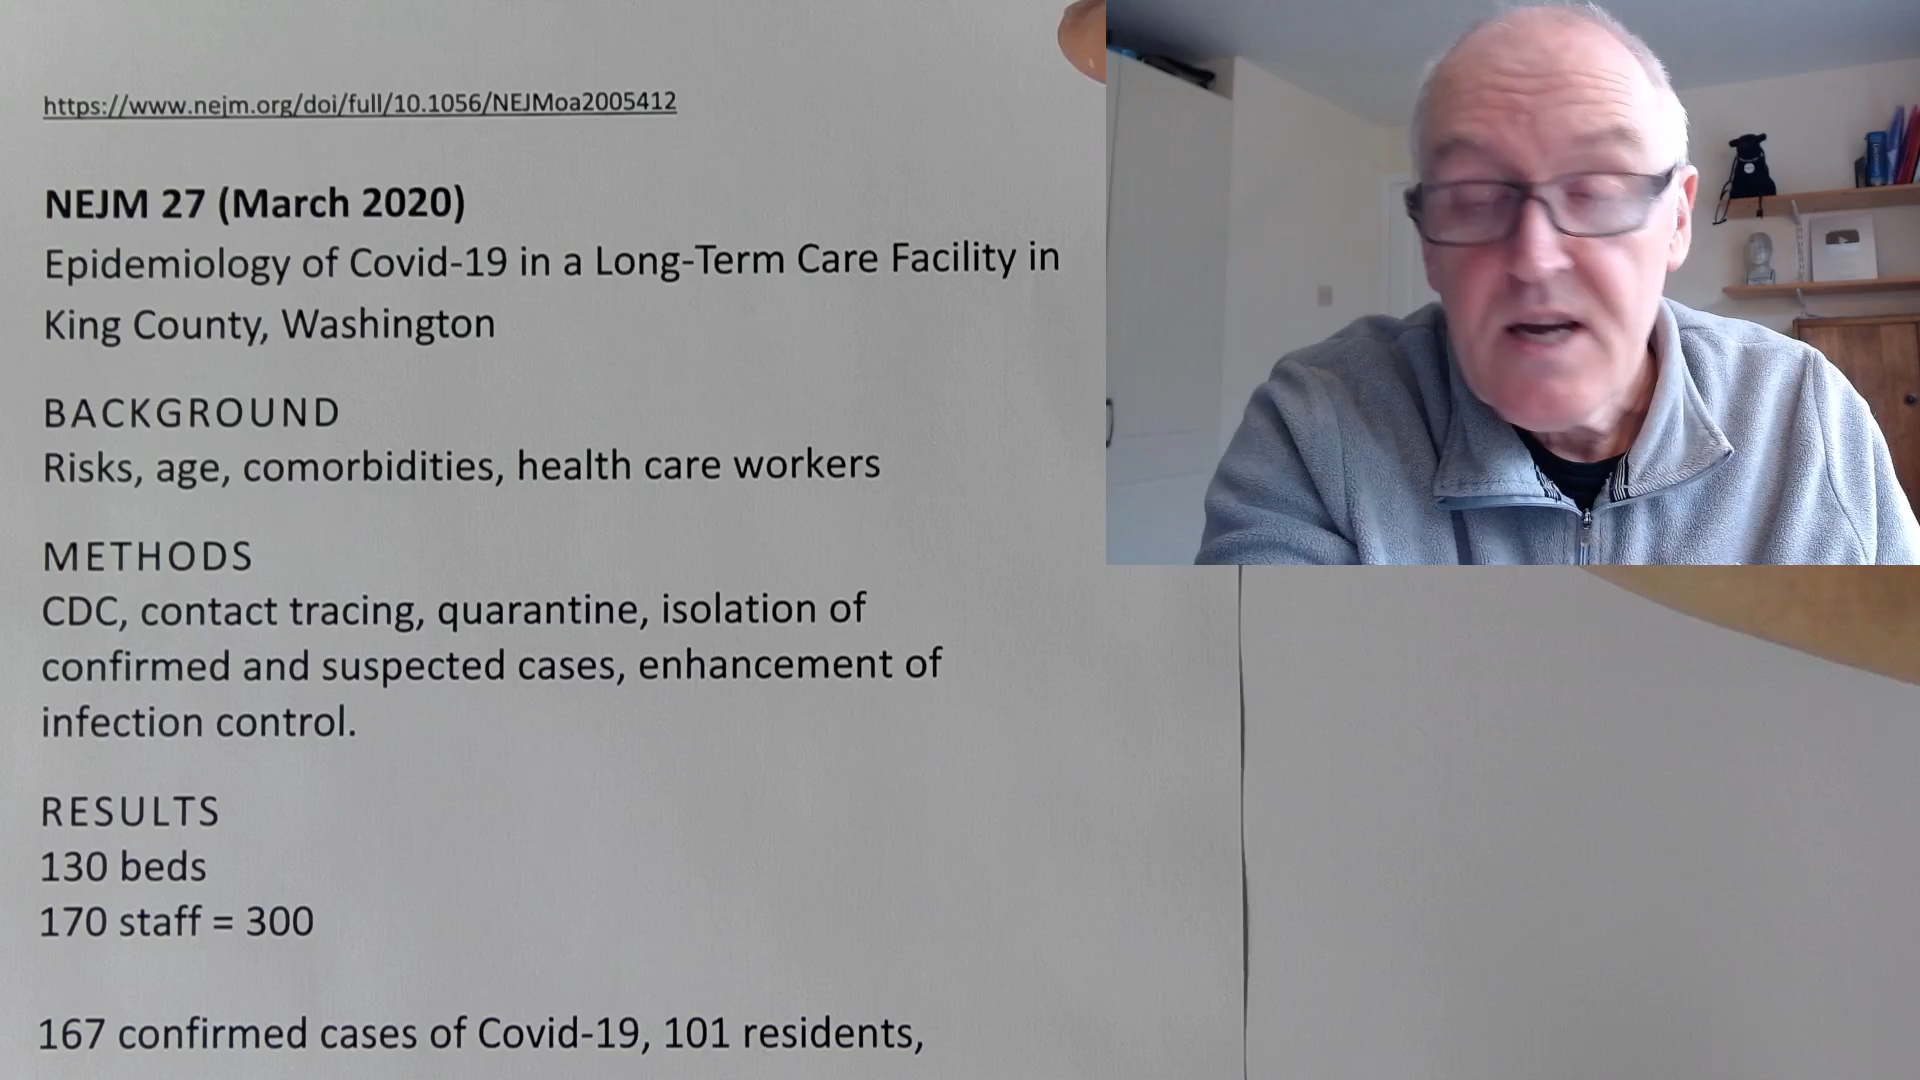 https://www.nejm.org/doi/full/10.1056/NEJMoa2005412
NEJM 27 (March 2020)
Epidemiology of Covid-19 in a Long-Term Care Facility in
King County, Washington
BACKGROUND
Risks, age, comorbidities, health care workers
METHODS
CDC, contact tracing, quarantine, isolation of
confirmed and suspected cases, enhancement of
infection control.
RESULTS
130 beds
170 staff = 300
167 confirmed cases of Covid-19, 101 residents,